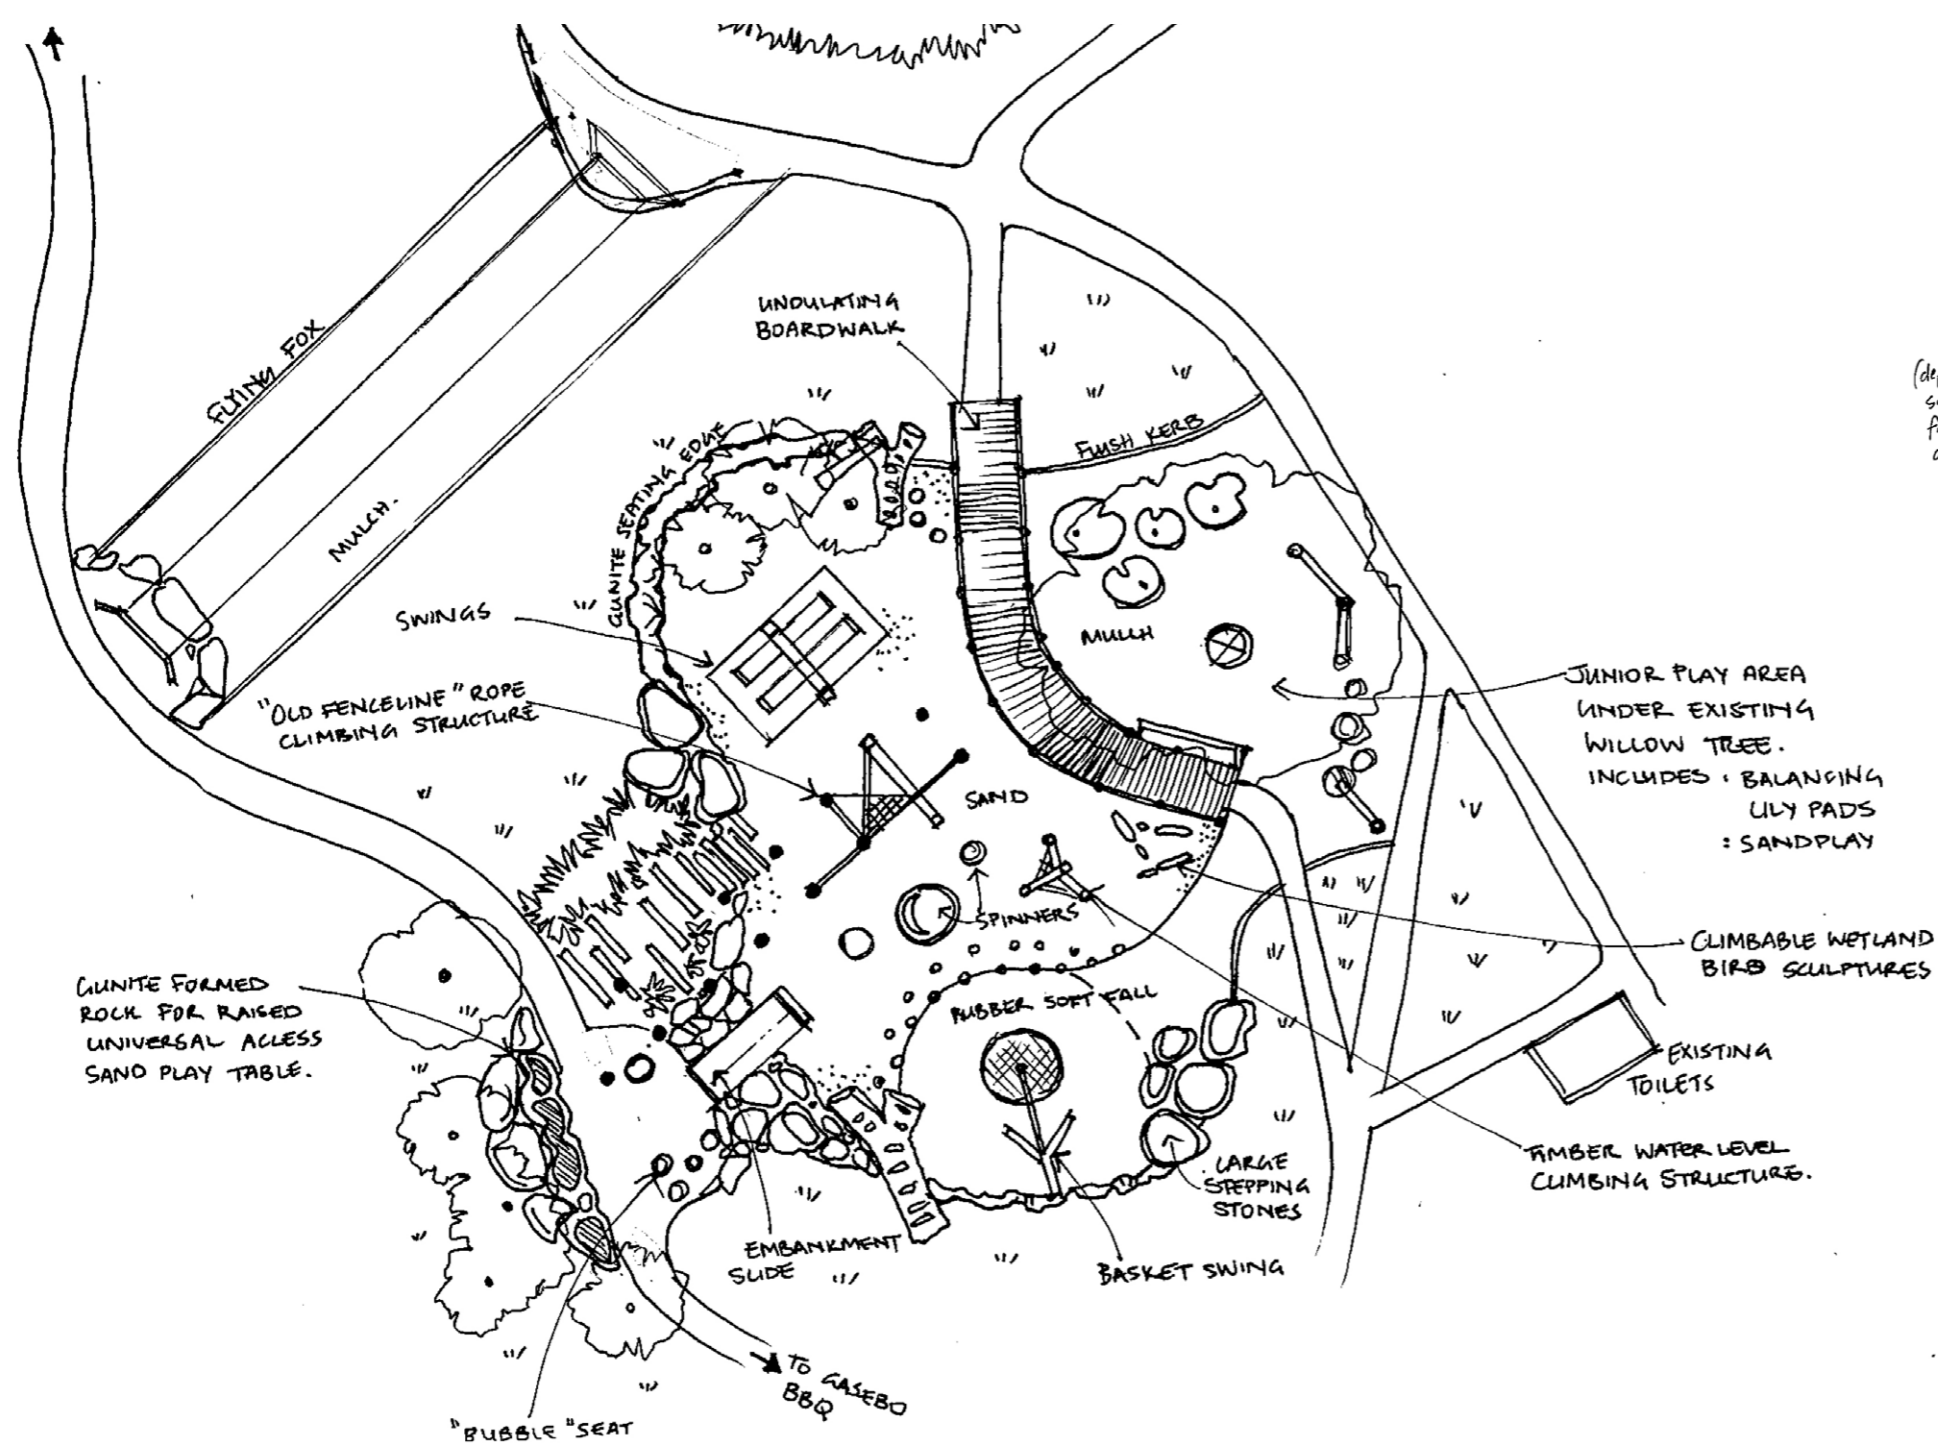 UNDULATING
BOARDWALK
FLYING FOX
MULCH.
FLUSH KERB
GUNITE SEATING EDGE
SWINGS
MULCH
"OLD FENCELINE" ROPE
CLIMBING STRUCTURE
JUNIOR PLAY AREA
UNDER EXISTING
WILLOW TREE.
INCLUDES : BALANCING
LILY PADS
: SANDPLAY
SAND
SPINNERS
CLIMBABLE WETLAND
BIRD SCULPTURES
GUNITE FORMED
ROCK FOR RAISED
UNIVERSAL ACCESS
SAND PLAY TABLE.
RUBBER SOFT FALL
EXISTING
TOILETS
TIMBER WATER LEVEL
CLIMBING STRUCTURE.
LARGE
STEPPING
STONES
EMBANKMENT
SLIDE
BASKET SWING
TO GASEBO
BBQ
"BUBBLE" SEAT